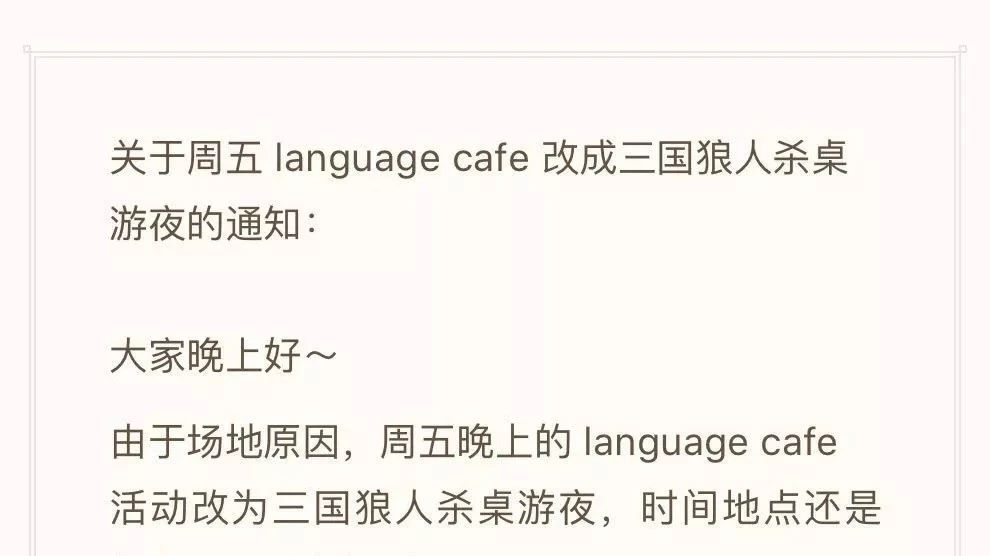 关于周五 language cafe 改成三国狼人杀桌
游夜的通知：
大家晚上好～
由于场地原因，周五晚上的 language cafe
活动改为三国狼人杀桌游夜，时间地点还是